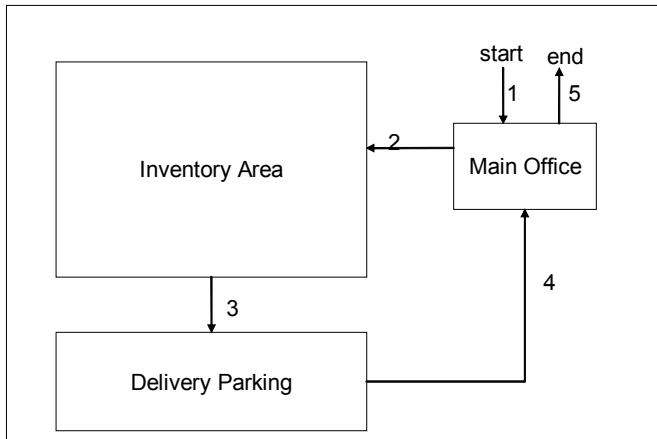 start end
1 5
2
Inventory Area
Main Office
3
4
Delivery Parking